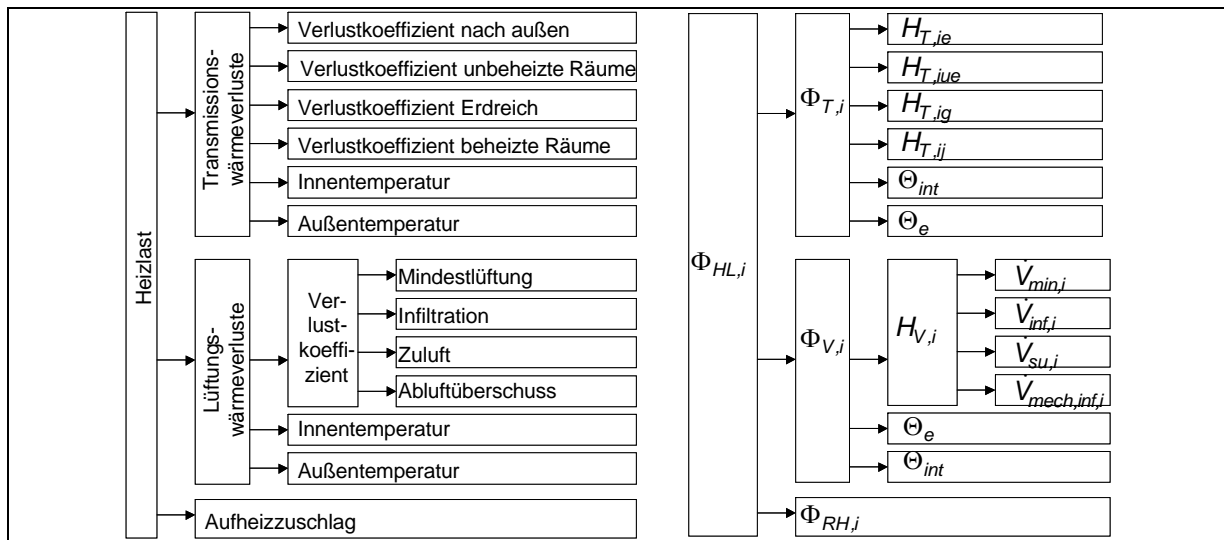 Heizlast
Transmissions-
wärmeverluste
Verlustkoeffizient nach außen
Verlustkoeffizient unbeheizte Räume
Verlustkoeffizient Erdreich
Verlustkoeffizient beheizte Räume
Innentemperatur
Außentemperatur
Lüftungs-
wärmeverluste
Ver-
lust-
koeffi-
zient
Mindestlüftung
Infiltration
Zuluft
Abluftüberschuss
Innentemperatur
Außentemperatur
Aufheizzuschlag
Φ_HL,i
Φ_T,i
H_T,ie
H_T,iue
H_T,ig
H_T,ij
Θ_int
Θ_e
Φ_V,i
H_V,i
V̇_min,i
V̇_inf,i
V̇_su,i
V̇_mech,inf,i
Θ_e
Θ_int
Φ_RH,i